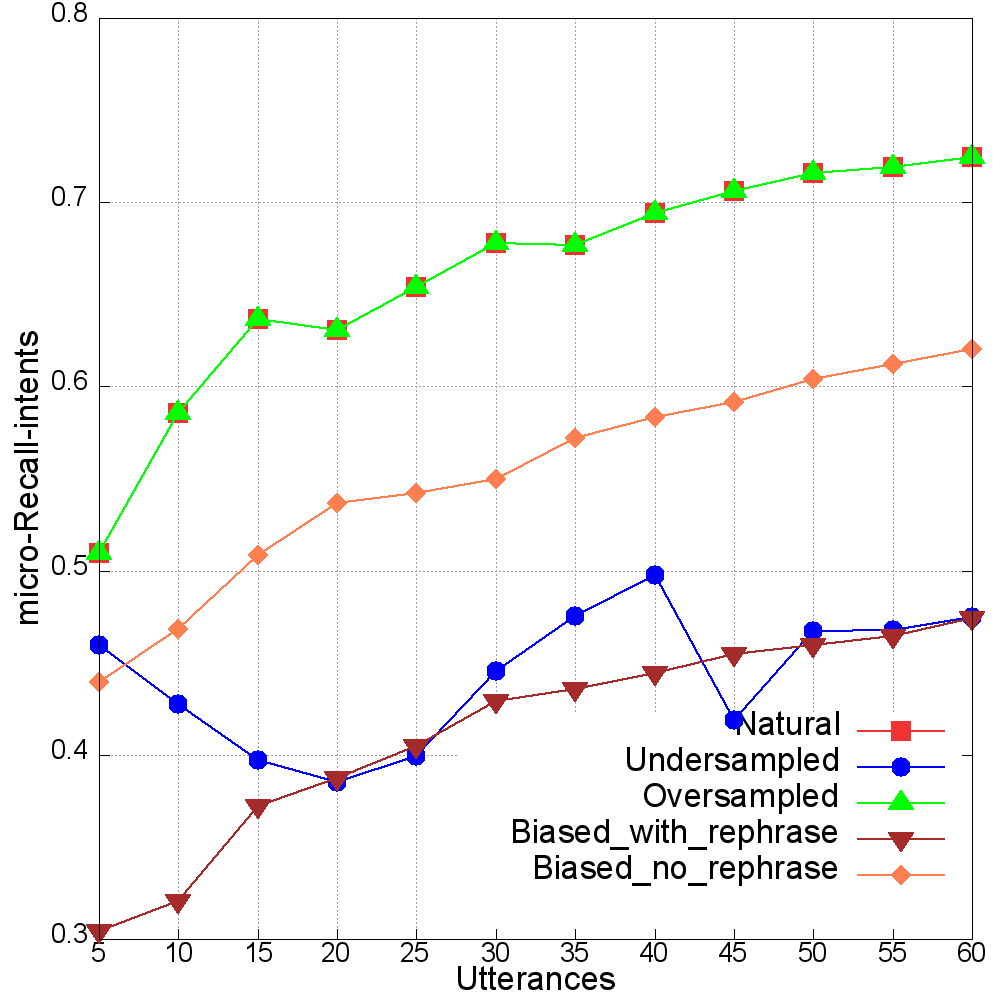 0.8
0.7
0.6
0.5
0.4
0.3
micro-Recall-intents
Natural
Undersampled
Oversampled
Biased_with_rephrase
Biased_no_rephrase
5 10 15 20 25 30 35 40 45 50 55 60
Utterances